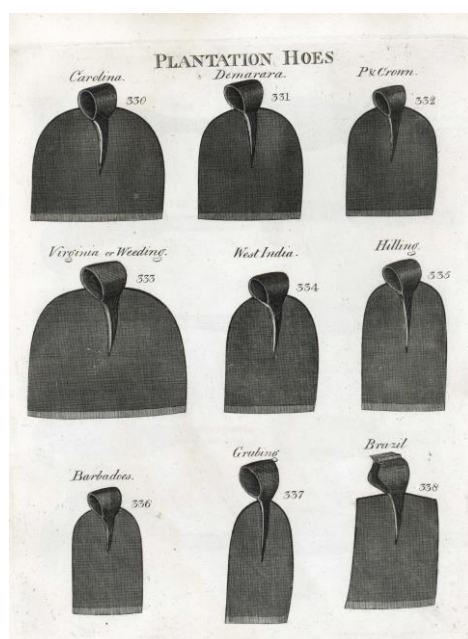 PLANTATION HOES
Carolina. Demarara. P & Crown.
330 331 332
Virginia or Weeding. West India. Hilling.
333 334 335
Barbadoes. Grubing Brazil
336 337 338